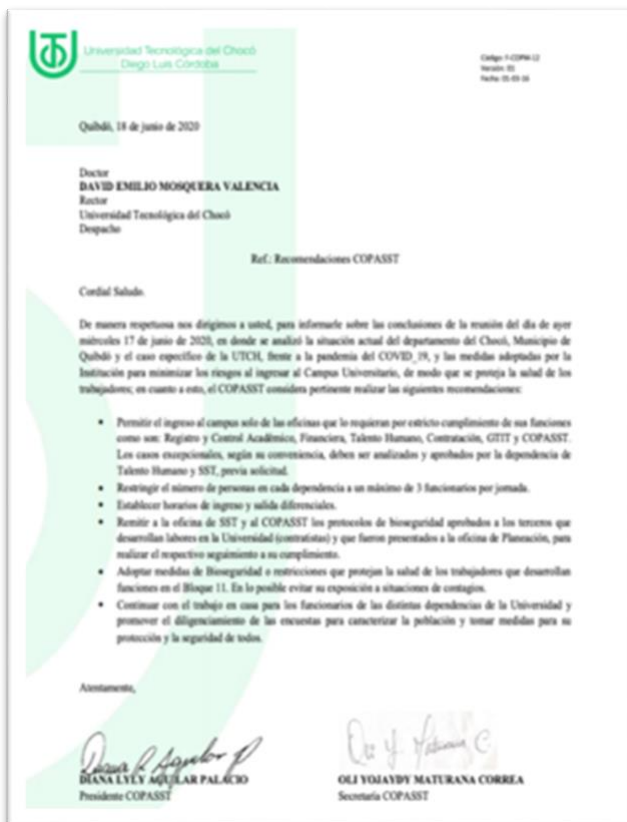 Universidad Tecnológica del Chocó
Diego Luis Córdoba
Código: F-COPM-12
Versión: 01
Fecha: 01-03-16
Quibdó, 18 de junio de 2020
Doctor
DAVID EMILIO MOSQUERA VALENCIA
Rector
Universidad Tecnológica del Chocó
Despacho
Ref.: Recomendaciones COPASST
Cordial Saludo.
De manera respetuosa nos dirigimos a usted, para informarle sobre las conclusiones de la reunión del día de ayer
miércoles 17 de junio de 2020, en donde se analizó la situación actual del departamento del Chocó, Municipio de
Quibdó y el caso específico de la UTCH, frente a la pandemia del COVID_19, y las medidas adoptadas por la
Institución para minimizar los riesgos al ingresar al Campus Universitario, de modo que se proteja la salud de los
trabajadores; en cuanto a esto, el COPASST considera pertinente realizar las siguientes recomendaciones:
• Permitir el ingreso al campus solo de las oficinas que lo requieran por estricto cumplimiento de sus funciones
como son: Registro y Control Académico, Financiera, Talento Humano, Contratación, GTIT y COPASST.
Los casos excepcionales, según su conveniencia, deben ser analizados y aprobados por la dependencia de
Talento Humano y SST, previa solicitud.
• Restringir el número de personas en cada dependencia a un máximo de 3 funcionarios por jornada.
• Establecer horarios de ingreso y salida diferenciales.
• Remitir a la oficina de SST y al COPASST los protocolos de bioseguridad aprobados a los terceros que
desarrollan labores en la Universidad (contratistas) y que fueron presentados a la oficina de Planeación, para
realizar el respectivo seguimiento a su cumplimiento.
• Adoptar medidas de Bioseguridad o restricciones que protejan la salud de los trabajadores que desarrollan
funciones en el Bloque 11. En lo posible evitar su exposición a situaciones de contagios.
• Continuar con el trabajo en casa para los funcionarios de las distintas dependencias de la Universidad y
promover el diligenciamiento de las encuestas para caracterizar la población y tomar medidas para su
protección y la seguridad de todos.
Atentamente,
Diana L Aguilar P
Oli Y. Maturana C
DIANA LYLY AGUILAR PALACIO
OLI YOJAYDY MATURANA CORREA
Presidente COPASST
Secretaria COPASST